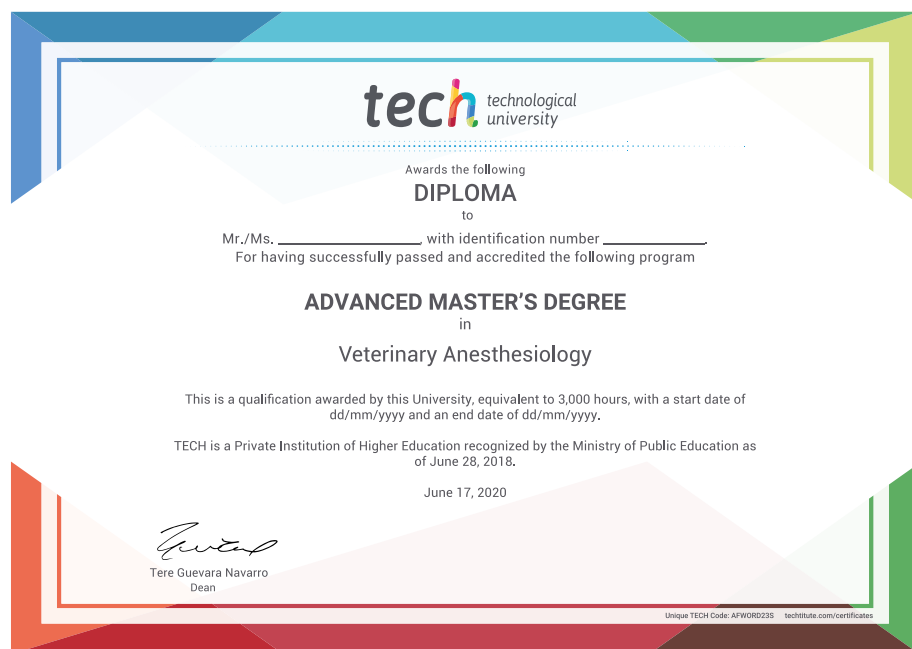 tech technological
university
Awards the following
DIPLOMA
to
Mr./Ms. ____________________, with identification number ______________.
For having successfully passed and accredited the following program
ADVANCED MASTER'S DEGREE
in
Veterinary Anesthesiology
This is a qualification awarded by this University, equivalent to 3,000 hours, with a start date of
dd/mm/yyyy and an end date of dd/mm/yyyy.
TECH is a Private Institution of Higher Education recognized by the Ministry of Public Education as
of June 28, 2018.
June 17, 2020
Tere Guevara Navarro
Dean
Unique TECH Code: AFWORD23S techtitute.com/certificates